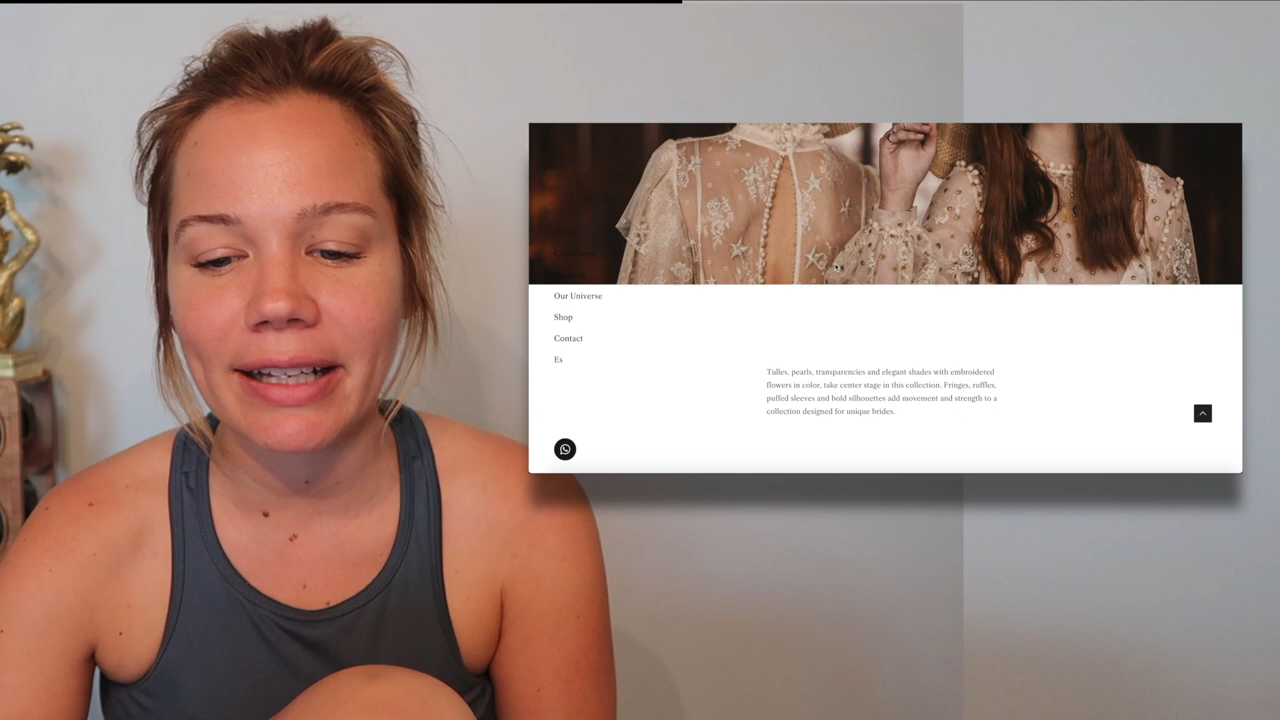 Our Universe
Shop
Contact
Es
Tulles, pearls, transparencies and elegant shades with embroidered
flowers in color, take center stage in this collection. Fringes, ruffles,
puffed sleeves and bold silhouettes add movement and strength to a
collection designed for unique brides.